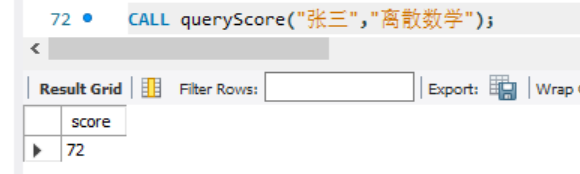 72 CALL queryScore("张三","离散数学");
Result Grid Filter Rows: Export: Wrap
score
72